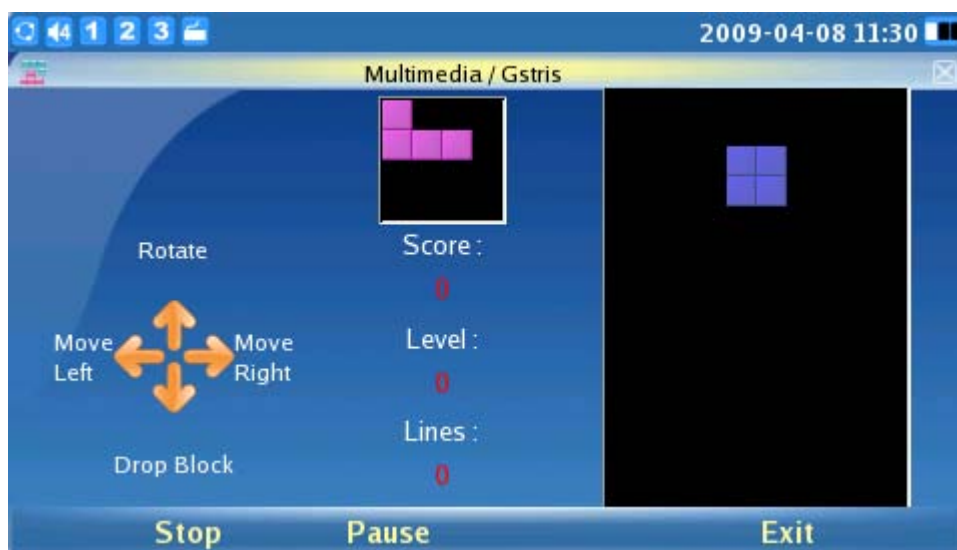 4 1 2 3 2009-04-08 11:30
Multimedia / Gstris
Rotate
Move
Left
Move
Right
Drop Block
Score :
0
Level :
0
Lines :
0
Stop Pause Exit